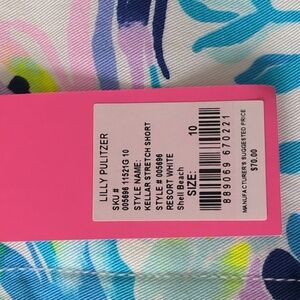 LILLY PULITZER
SKU #
005696 11521G 10
STYLE NAME:
KELLAR STRETCH SHORT
STYLE # 005696
RESORT WHITE
Shell Beach
SIZE: 10
889069 670221
MANUFACTURER'S SUGGESTED PRICE
$70.00